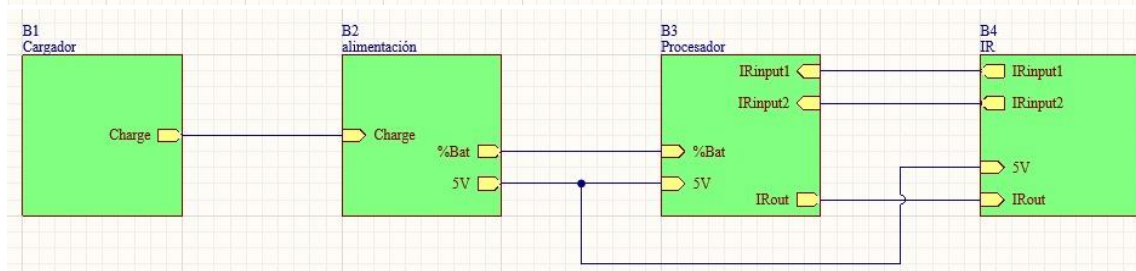 B1
Cargador
Charge
B2
alimentación
Charge
%Bat
5V
B3
Procesador
IRinput1
IRinput2
%Bat
5V
IRout
B4
IR
IRinput1
IRinput2
5V
IRout